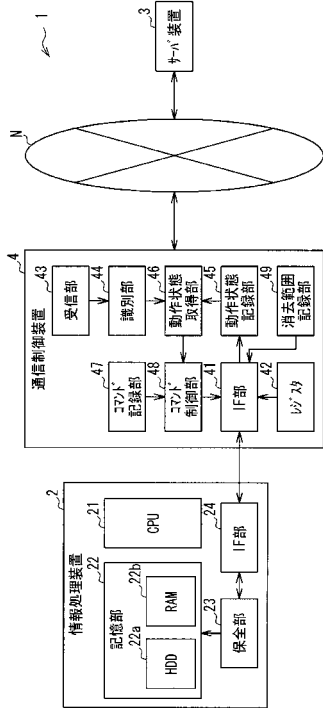 1
情報処理装置
2
記憶部
22
22a
HDD
22b
RAM
21
CPU
保全部
23
IF部
24
通信制御装置
4
コマンド記録部
47
コマンド制御部
48
IF部
41
レジスタ
42
受信部
43
識別部
44
動作状態取得部
46
動作状態記録部
45
消去範囲記録部
49
N
サーバ装置
3